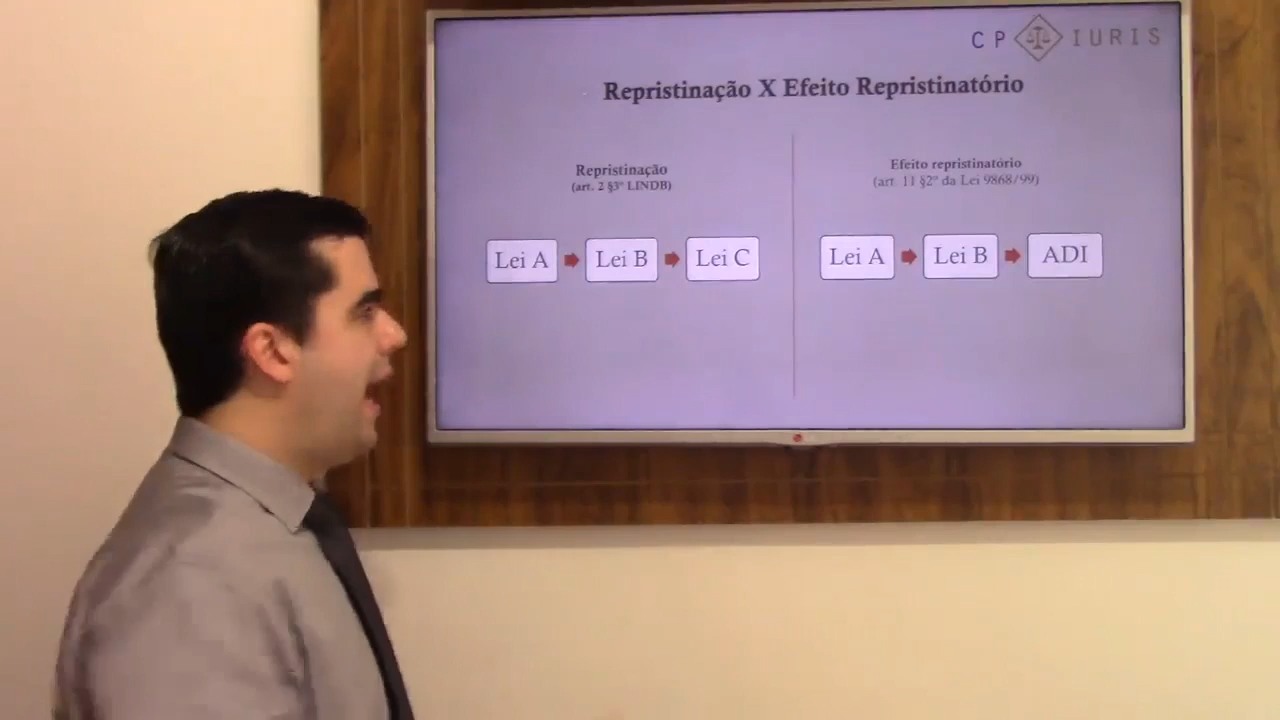 CP IURIS
Repristinação X Efeito Repristinatório
Repristinação
(art. 2 §3º LINDB)
Lei A
Lei B
Lei C
Efeito repristinatório
(art. 11 §2º da Lei 9868/99)
Lei A
Lei B
ADI